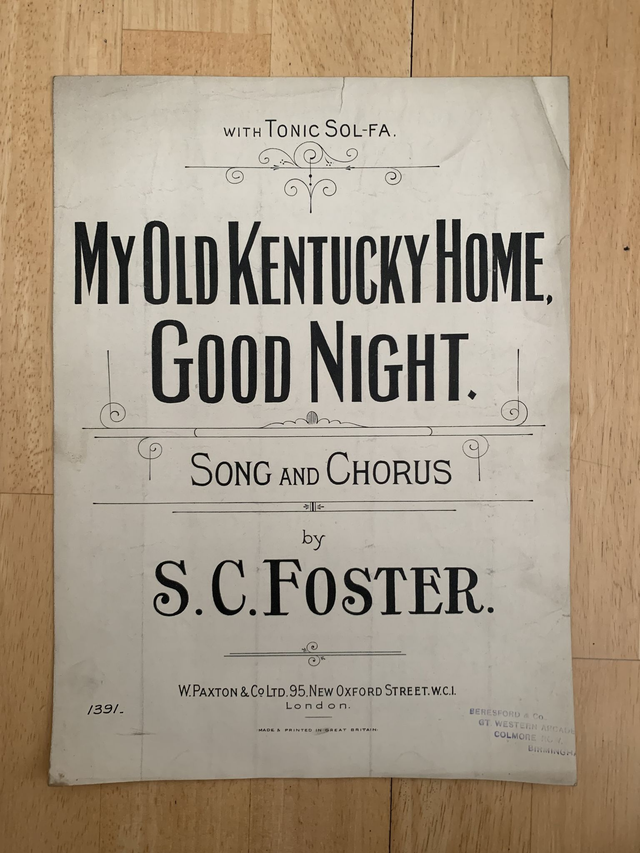 WITH TONIC SOL-FA.
MY OLD KENTUCKY HOME,
GOOD NIGHT.
SONG AND CHORUS
by
S. C. FOSTER.
W. PAXTON & CO LTD. 95, NEW OXFORD STREET. W.C.1.
London.
1391-
MADE & PRINTED IN GREAT BRITAIN.
BERESFORD & Co.
GT WESTERN ARCADE
COLMORE